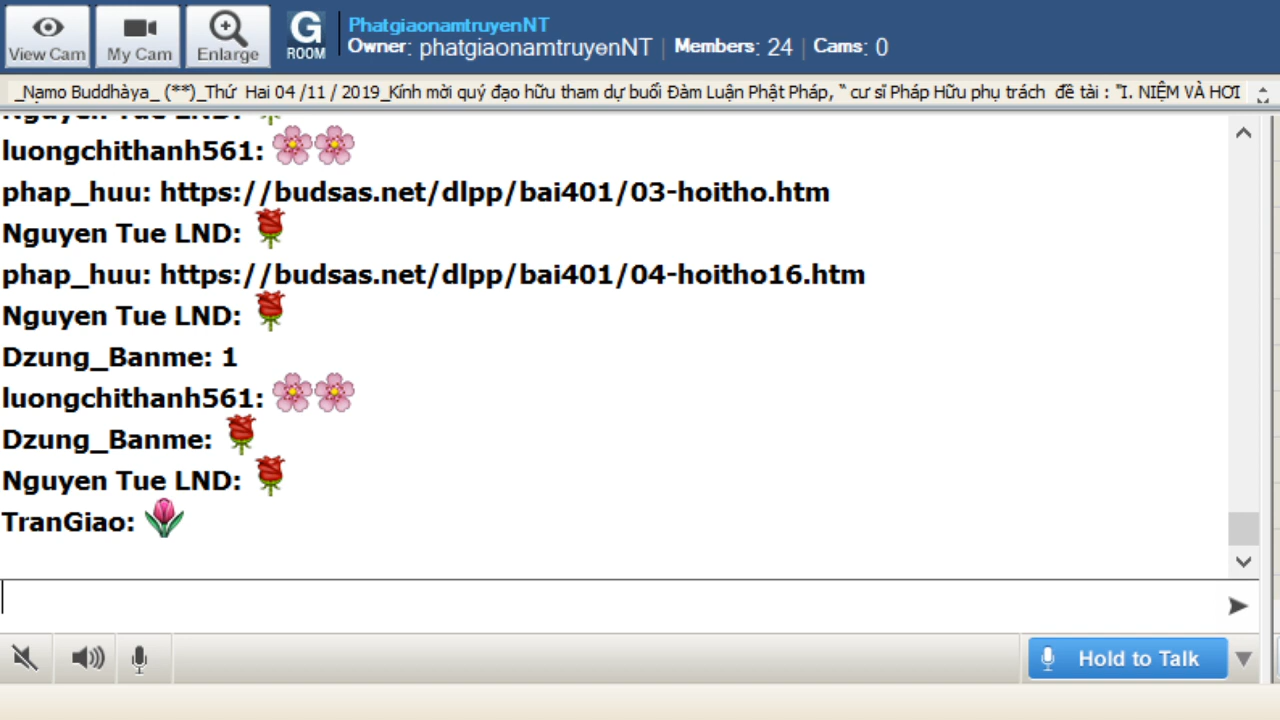 View Cam
My Cam
Enlarge
G
ROOM
PhatgiaonamtruyenNT
Owner: phatgiaonamtruyenNT | Members: 24 | Cams: 0
_Nạmo Buddhàya_ (**)_Thứ Hai 04 /11 / 2019_Kính mời quý đạo hữu tham dự buổi Đàm Luận Phật Pháp, “ cư sĩ Pháp Hữu phụ trách đề tài : "I. NIỆM VÀ HƠI
Nguyen Tue LND:
luongchithanh561:
phap_huu: https://budsas.net/dlpp/bai401/03-hoitho.htm
Nguyen Tue LND:
phap_huu: https://budsas.net/dlpp/bai401/04-hoitho16.htm
Nguyen Tue LND:
Dzung_Banme: 1
luongchithanh561:
Dzung_Banme:
Nguyen Tue LND:
TranGiao:
Hold to Talk